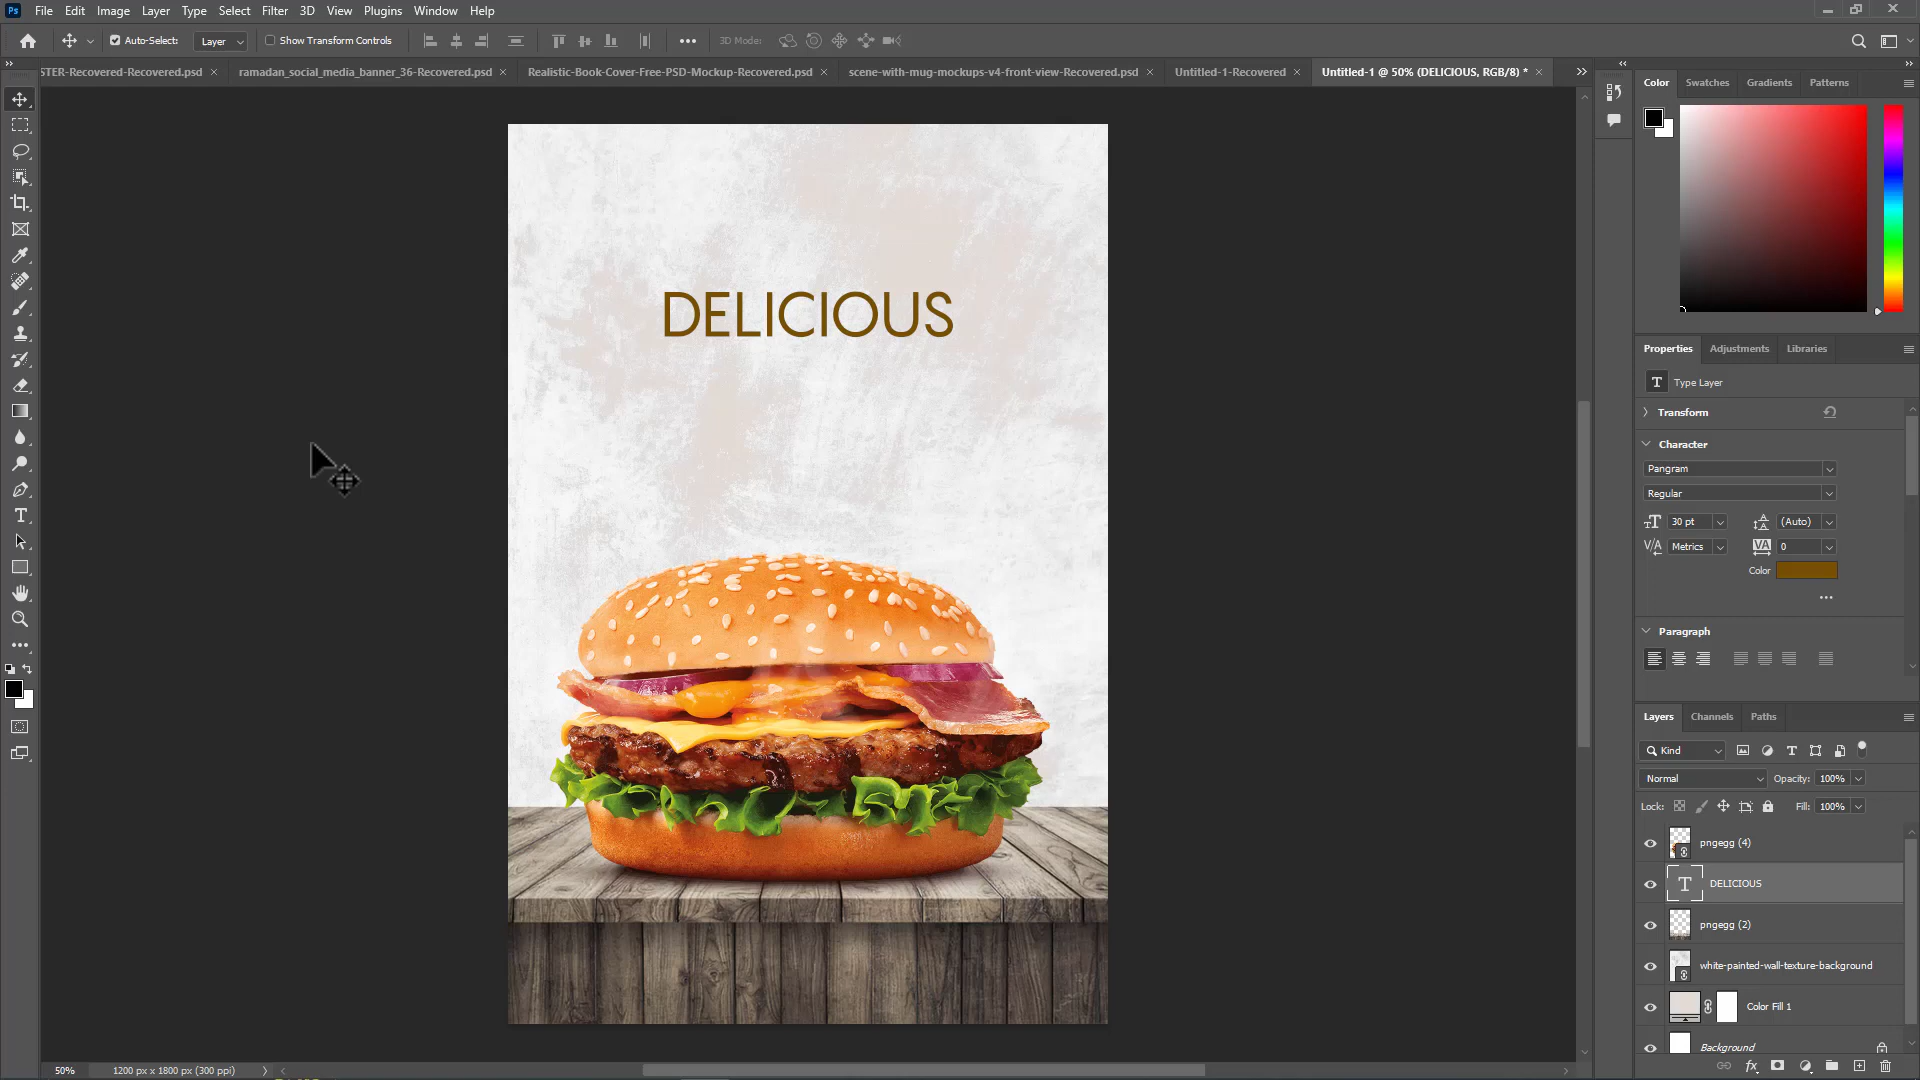 Ps File Edit Image Layer Type Select Filter 3D View Plugins Window Help
Auto-Select: Layer Show Transform Controls 3D Mode:
STER-Recovered-Recovered.psd ramadan_social_media_banner_36-Recovered.psd Realistic-Book-Cover-Free-PSD-Mockup-Recovered.psd scene-with-mug-mockups-v4-front-view-Recovered.psd Untitled-1-Recovered Untitled-1 @ 50% (DELICIOUS, RGB/8) *
Color Swatches Gradients Patterns
DELICIOUS
Properties Adjustments Libraries
T Type Layer
Transform
Character
Pangram
Regular
30 pt (Auto)
Metrics 0
Color
Paragraph
Layers Channels Paths
Kind
Normal Opacity: 100%
Lock: Fill: 100%
pngegg (4)
T DELICIOUS
pngegg (2)
white-painted-wall-texture-background
Color Fill 1
Background
50% 1200 px x 1800 px (300 ppi)
fx